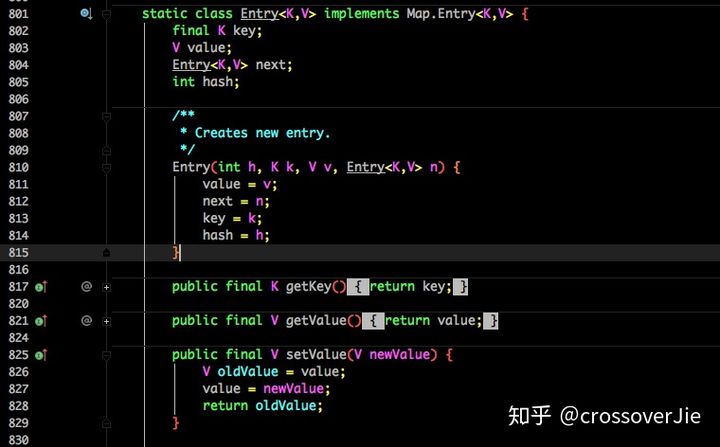 801 static class Entry<K,V> implements Map.Entry<K,V> {
802 final K key;
803 V value;
804 Entry<K,V> next;
805 int hash;
806
807 /**
808 * Creates new entry.
809 */
810 Entry(int h, K k, V v, Entry<K,V> n) {
811 value = v;
812 next = n;
813 key = k;
814 hash = h;
815 }
816
817 @ public final K getKey() { return key; }
820
821 @ public final V getValue() { return value; }
824
825 public final V setValue(V newValue) {
826 V oldValue = value;
827 value = newValue;
828 return oldValue;
829 }
830
知乎 @crossoverJie